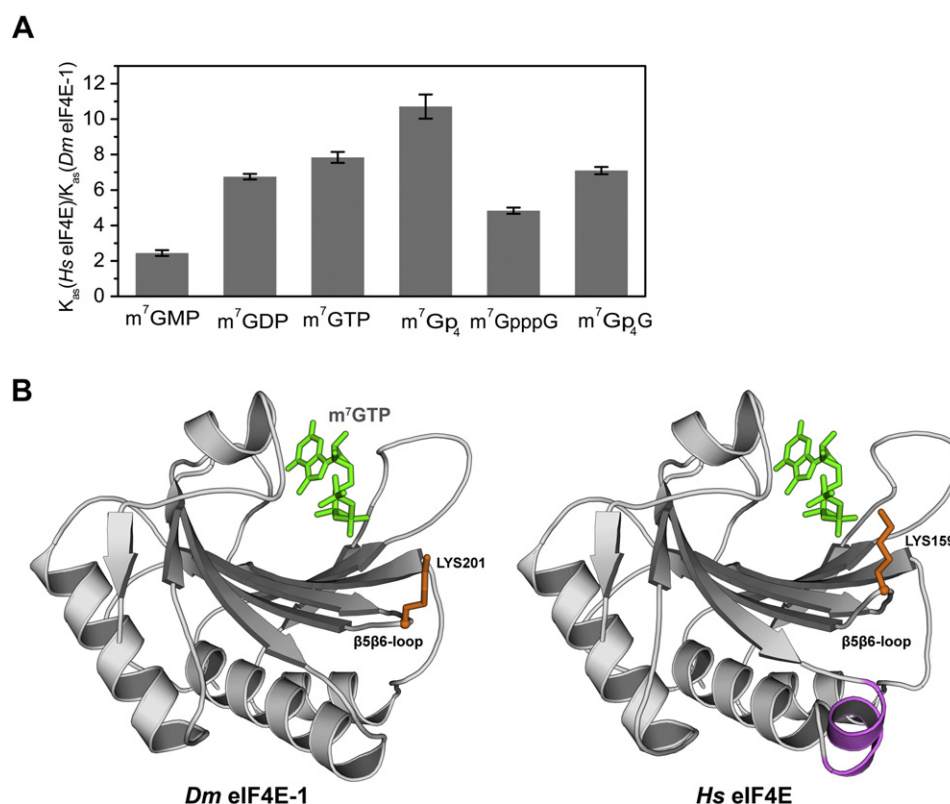 A
K_as(Hs eIF4E)/K_as(Dm eIF4E-1)
12
10
8
6
4
2
0
m⁷GMP m⁷GDP m⁷GTP m⁷Gp₄ m⁷GpppG m⁷Gp₄G
B
m⁷GTP
LYS201 LYS159
β5β6-loop β5β6-loop
Dm eIF4E-1 Hs eIF4E